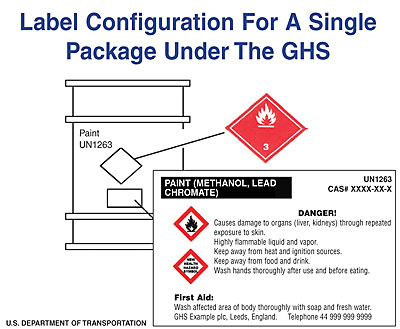 Label Configuration For A Single
Package Under The GHS
Paint
UN1263
3
PAINT (METHANOL, LEAD
CHROMATE)
UN1263
CAS# XXXX-XX-X
DANGER!
Causes damage to organs (liver, kidneys) through repeated
exposure to skin.
Highly flammable liquid and vapor.
Keep away from heat and ignition sources.
Keep away from food and drink.
Wash hands thoroughly after use and before eating.
NEW
HEALTH
HAZARD
SYMBOL
First Aid:
Wash affected area of body thoroughly with soap and fresh water.
GHS Example plc, Leeds, England. Telephone 44 999 999 9999
U.S. DEPARTMENT OF TRANSPORTATION